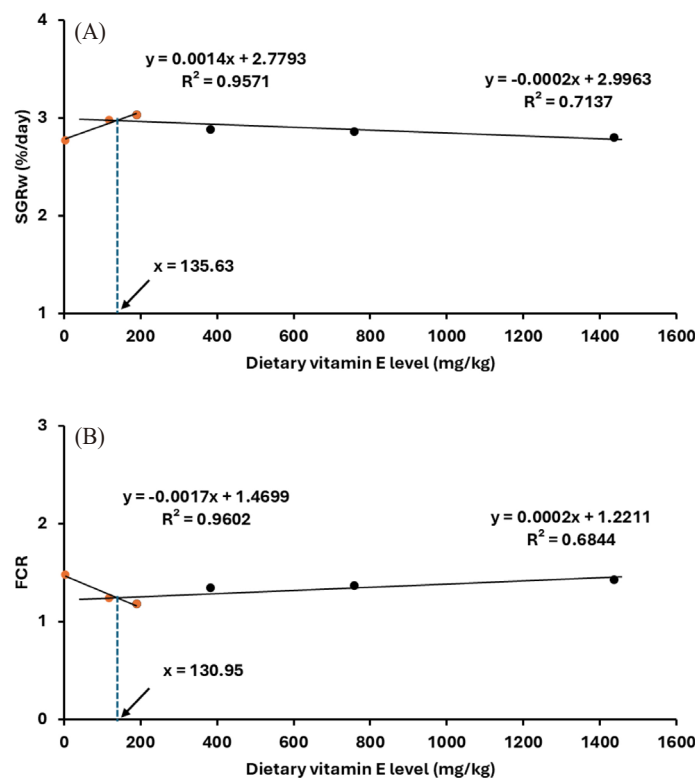 (A)
4
3
2
1
SGRw (%/day)
y = 0.0014x + 2.7793
R² = 0.9571
y = -0.0002x + 2.9963
R² = 0.7137
x = 135.63
0 200 400 600 800 1000 1200 1400 1600
Dietary vitamin E level (mg/kg)
(B)
3
2
1
0
FCR
y = -0.0017x + 1.4699
R² = 0.9602
y = 0.0002x + 1.2211
R² = 0.6844
x = 130.95
0 200 400 600 800 1000 1200 1400 1600
Dietary vitamin E level (mg/kg)